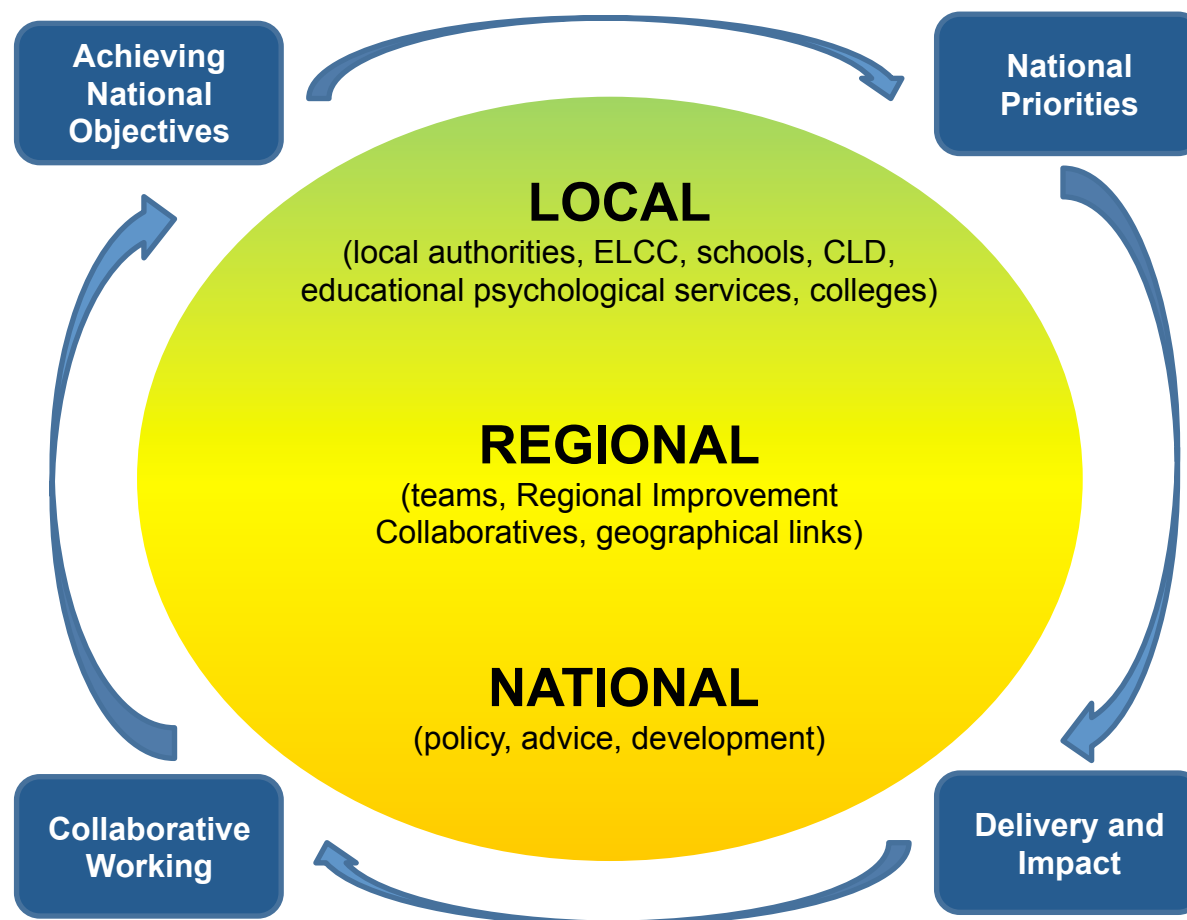 Achieving
National
Objectives
National
Priorities
LOCAL
(local authorities, ELCC, schools, CLD,
educational psychological services, colleges)
REGIONAL
(teams, Regional Improvement
Collaboratives, geographical links)
NATIONAL
(policy, advice, development)
Collaborative
Working
Delivery and
Impact